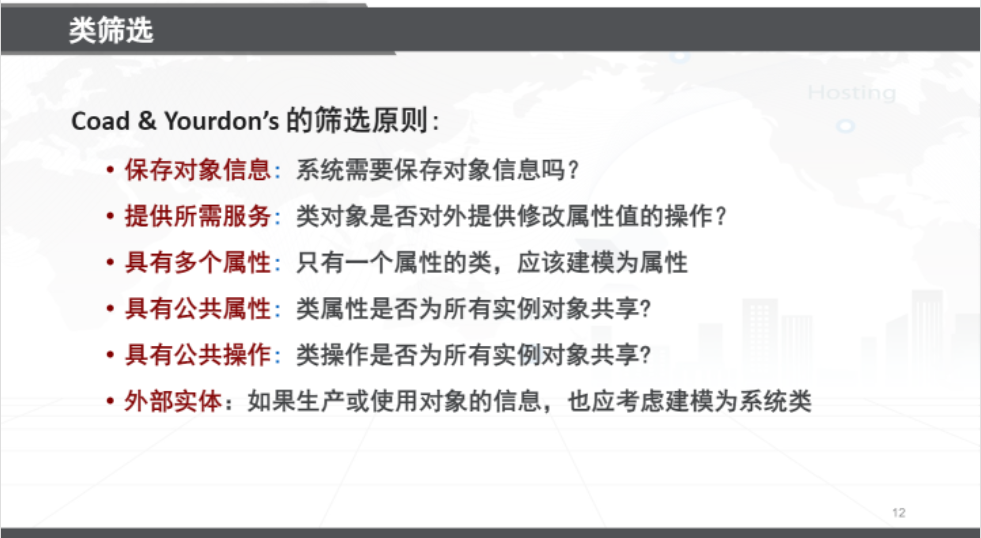 类筛选
Hosting
Coad & Yourdon’s 的筛选原则：
• 保存对象信息：系统需要保存对象信息吗？
• 提供所需服务：类对象是否对外提供修改属性值的操作？
• 具有多个属性：只有一个属性的类，应该建模为属性
• 具有公共属性：类属性是否为所有实例对象共享？
• 具有公共操作：类操作是否为所有实例对象共享？
• 外部实体：如果生产或使用对象的信息，也应考虑建模为系统类
12